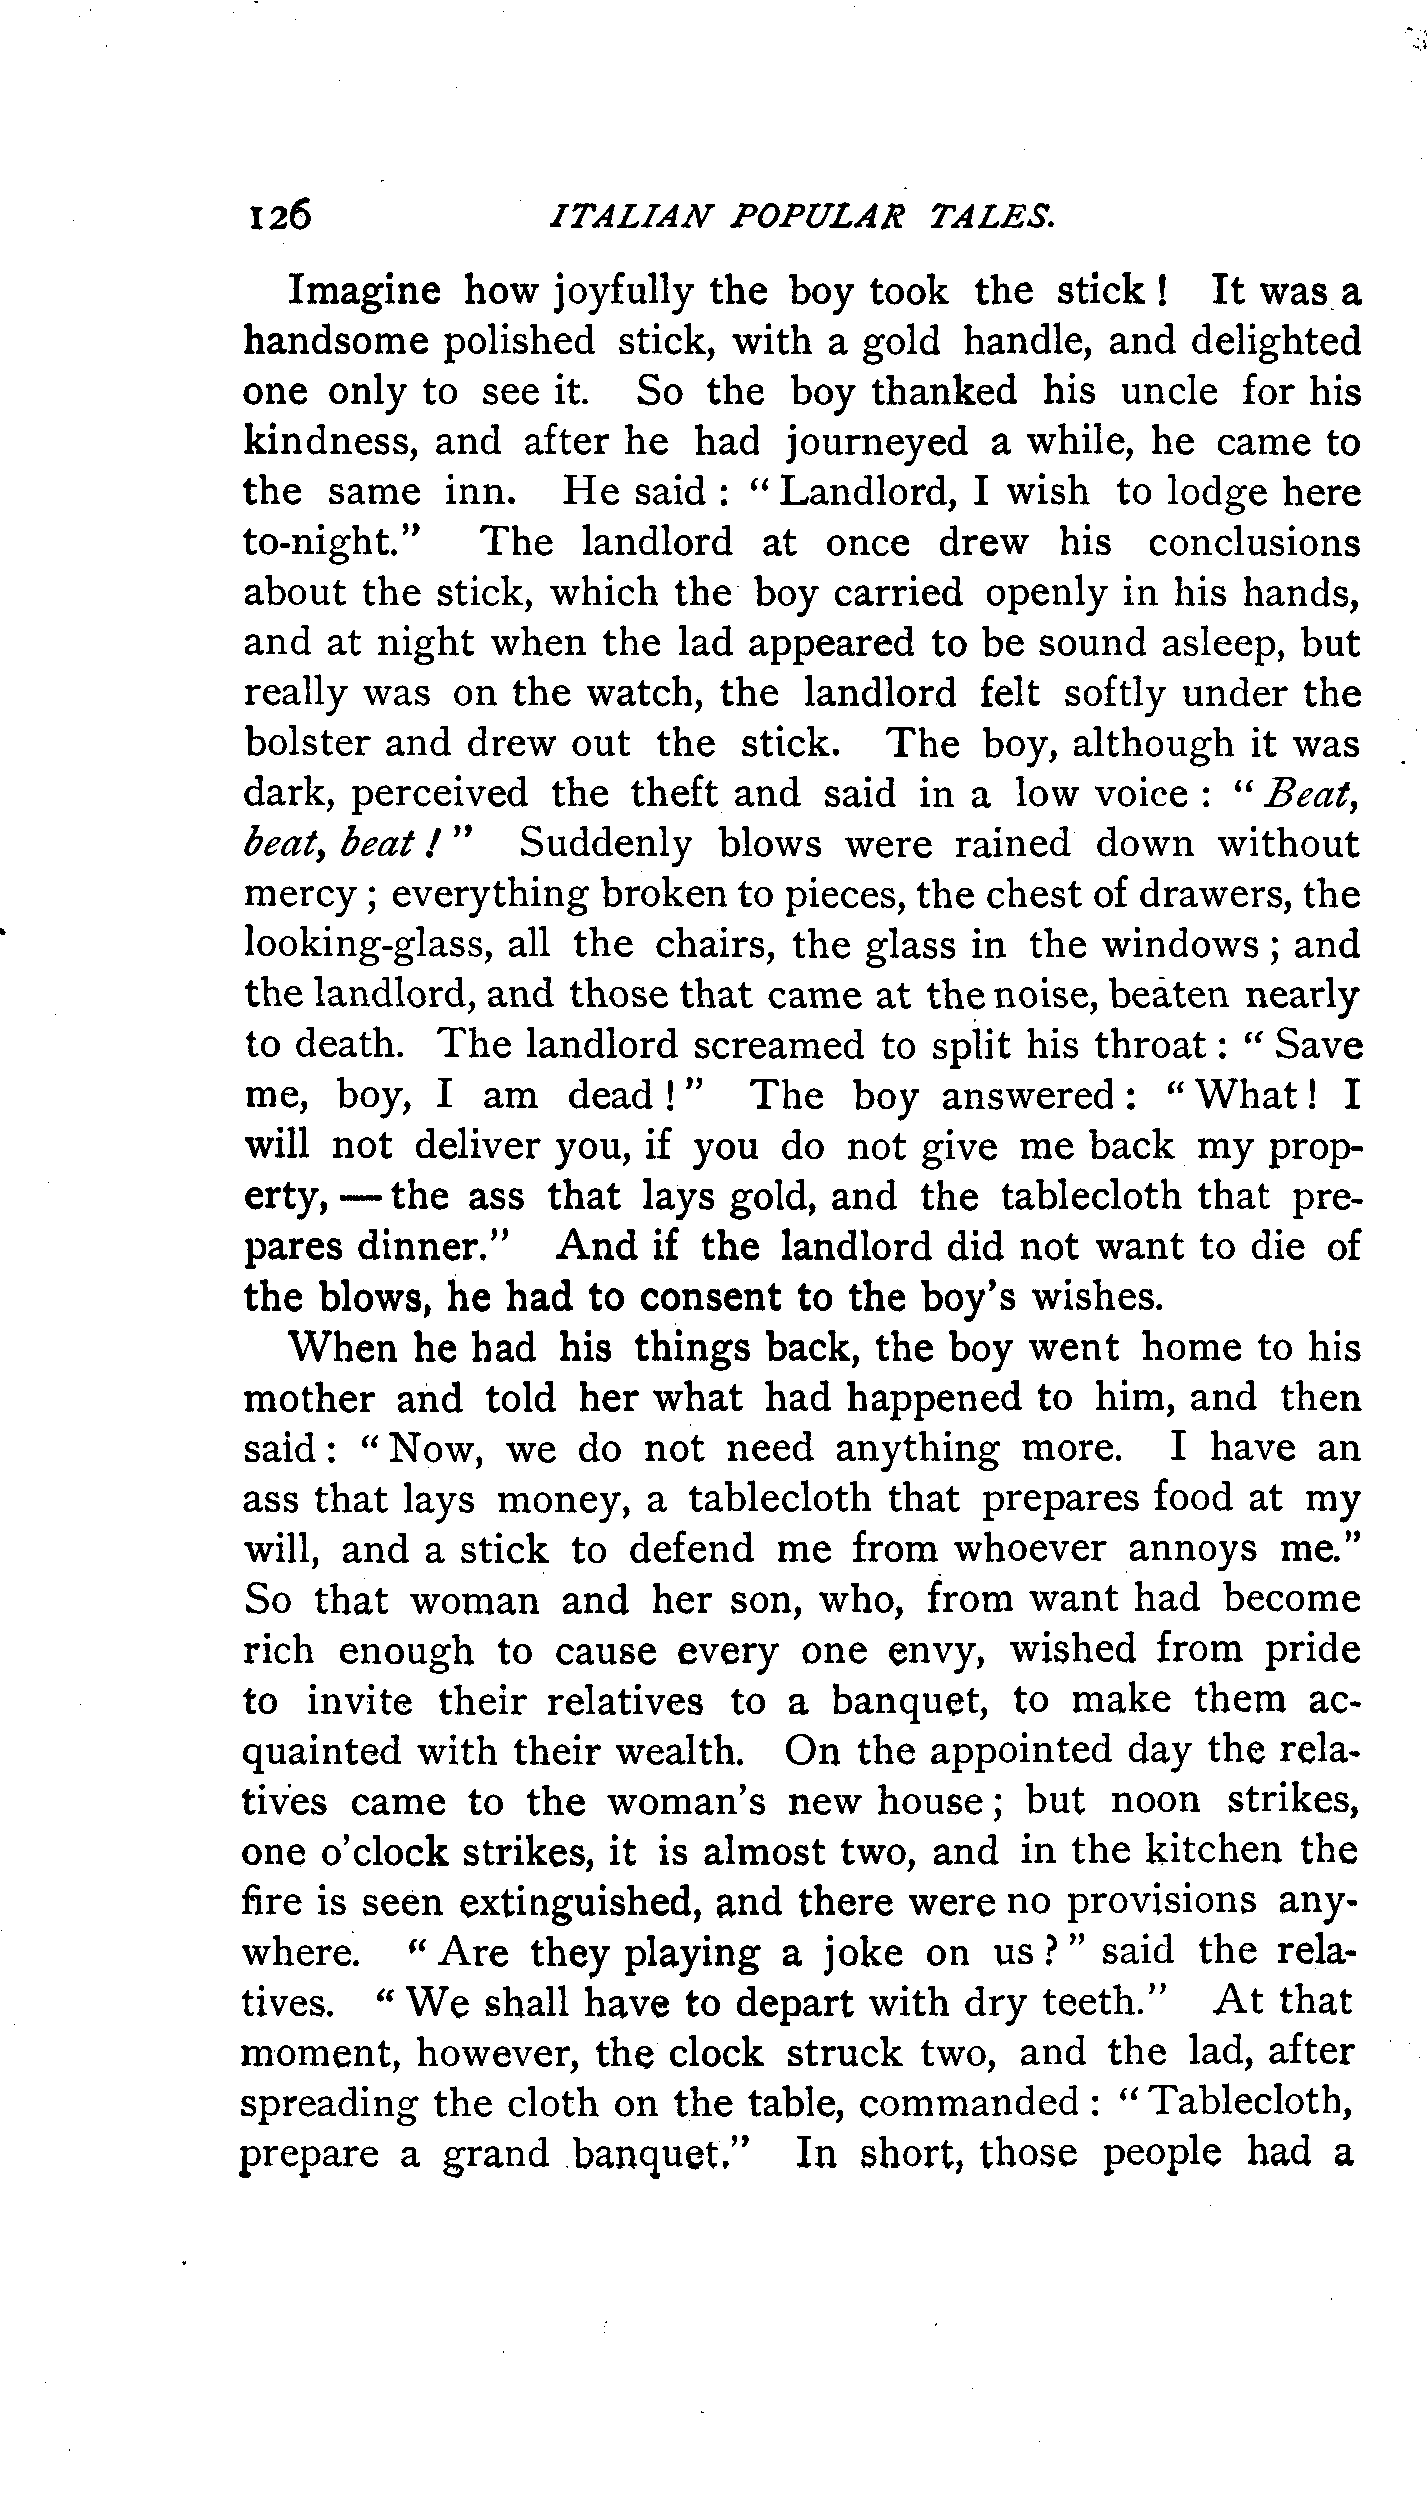 126 ITALIAN POPULAR TALES.
Imagine how joyfully the boy took the stick! It was a
handsome polished stick, with a gold handle, and delighted
one only to see it. So the boy thanked his uncle for his
kindness, and after he had journeyed a while, he came to
the same inn. He said : "Landlord, I wish to lodge here
to-night." The landlord at once drew his conclusions
about the stick, which the boy carried openly in his hands,
and at night when the lad appeared to be sound asleep, but
really was on the watch, the landlord felt softly under the
bolster and drew out the stick. The boy, although it was
dark, perceived the theft and said in a low voice : "Beat,
beat, beat!" Suddenly blows were rained down without
mercy ; everything broken to pieces, the chest of drawers, the
looking-glass, all the chairs, the glass in the windows ; and
the landlord, and those that came at the noise, beaten nearly
to death. The landlord screamed to split his throat : "Save
me, boy, I am dead!" The boy answered : "What! I
will not deliver you, if you do not give me back my prop-
erty, — the ass that lays gold, and the tablecloth that pre-
pares dinner." And if the landlord did not want to die of
the blows, he had to consent to the boy's wishes.
When he had his things back, the boy went home to his
mother and told her what had happened to him, and then
said : "Now, we do not need anything more. I have an
ass that lays money, a tablecloth that prepares food at my
will, and a stick to defend me from whoever annoys me."
So that woman and her son, who, from want had become
rich enough to cause every one envy, wished from pride
to invite their relatives to a banquet, to make them ac-
quainted with their wealth. On the appointed day the rela-
tives came to the woman's new house ; but noon strikes,
one o'clock strikes, it is almost two, and in the kitchen the
fire is seen extinguished, and there were no provisions any-
where. "Are they playing a joke on us?" said the rela-
tives. "We shall have to depart with dry teeth." At that
moment, however, the clock struck two, and the lad, after
spreading the cloth on the table, commanded : "Tablecloth,
prepare a grand banquet." In short, those people had a